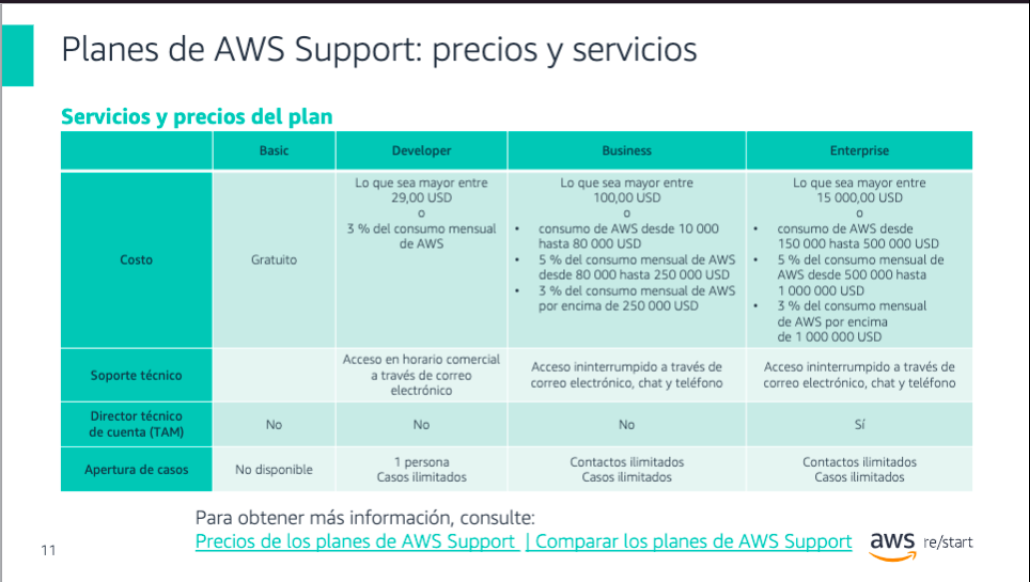 Planes de AWS Support: precios y servicios
Servicios y precios del plan
Basic
Developer
Business
Enterprise
Costo
Gratuito
Lo que sea mayor entre
29,00 USD
o
3 % del consumo mensual
de AWS
Lo que sea mayor entre
100,00 USD
o
• consumo de AWS desde 10 000
hasta 80 000 USD
• 5 % del consumo mensual de AWS
desde 80 000 hasta 250 000 USD
• 3 % del consumo mensual de AWS
por encima de 250 000 USD
Lo que sea mayor entre
15 000,00 USD
o
• consumo de AWS desde
150 000 hasta 500 000 USD
• 5 % del consumo mensual de
AWS desde 500 000 hasta
1 000 000 USD
• 3 % del consumo mensual
de AWS por encima
de 1 000 000 USD
Soporte técnico
Acceso en horario comercial
a través de correo
electrónico
Acceso ininterrumpido a través de
correo electrónico, chat y teléfono
Acceso ininterrumpido a través de
correo electrónico, chat y teléfono
Director técnico
de cuenta (TAM)
No
No
No
Sí
Apertura de casos
No disponible
1 persona
Casos ilimitados
Contactos ilimitados
Casos ilimitados
Contactos ilimitados
Casos ilimitados
Para obtener más información, consulte:
Precios de los planes de AWS Support | Comparar los planes de AWS Support
11
aws re/start